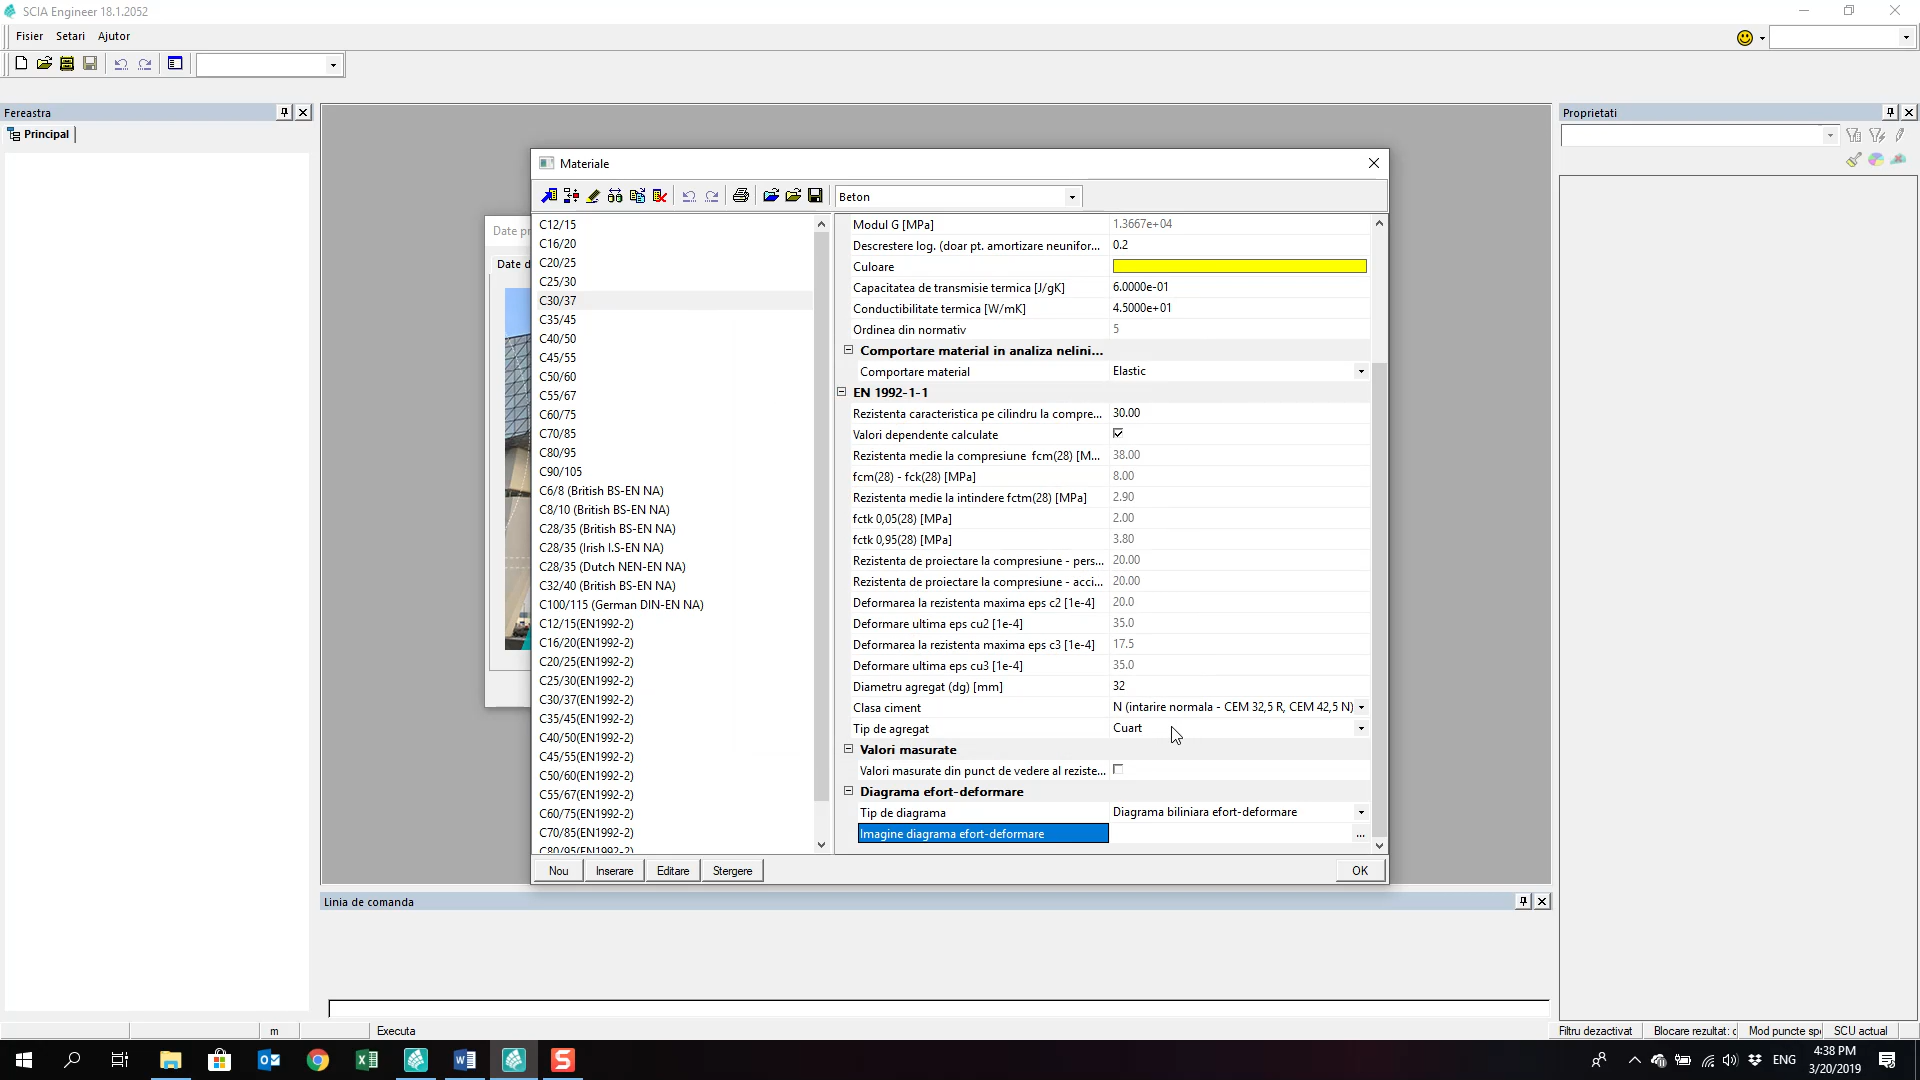 SCIA Engineer 18.1.2052
Fisier Setari Ajutor
Fereastra
Principal
Proprietati
Materiale
Beton
Date
Date d
C12/15
C16/20
C20/25
C25/30
C30/37
C35/45
C40/50
C45/55
C50/60
C55/67
C60/75
C70/85
C80/95
C90/105
C6/8 (British BS-EN NA)
C8/10 (British BS-EN NA)
C28/35 (British BS-EN NA)
C28/35 (Irish I.S-EN NA)
C28/35 (Dutch NEN-EN NA)
C32/40 (British BS-EN NA)
C100/115 (German DIN-EN NA)
C12/15(EN1992-2)
C16/20(EN1992-2)
C20/25(EN1992-2)
C25/30(EN1992-2)
C30/37(EN1992-2)
C35/45(EN1992-2)
C40/50(EN1992-2)
C45/55(EN1992-2)
C50/60(EN1992-2)
C55/67(EN1992-2)
C60/75(EN1992-2)
C70/85(EN1992-2)
C80/95(EN1992-2)
Modul G [MPa] 1.3667e+04
Descrestere log. (doar pt. amortizare neunifor... 0.2
Culoare
Capacitatea de transmisie termica [J/gK] 6.0000e-01
Conductibilitate termica [W/mK] 4.5000e+01
Ordinea din normativ 5
Comportare material in analiza nelini...
Comportare material Elastic
EN 1992-1-1
Rezistenta caracteristica pe cilindru la compre... 30.00
Valori dependente calculate
Rezistenta medie la compresiune fcm(28) [M... 38.00
fcm(28) - fck(28) [MPa] 8.00
Rezistenta medie la intindere fctm(28) [MPa] 2.90
fctk 0,05(28) [MPa] 2.00
fctk 0,95(28) [MPa] 3.80
Rezistenta de proiectare la compresiune - pers... 20.00
Rezistenta de proiectare la compresiune - acci... 20.00
Deformarea la rezistenta maxima eps c2 [1e-4] 20.0
Deformare ultima eps cu2 [1e-4] 35.0
Deformarea la rezistenta maxima eps c3 [1e-4] 17.5
Deformare ultima eps cu3 [1e-4] 35.0
Diametru agregat (dg) [mm] 32
Clasa ciment N (intarire normala - CEM 32,5 R, CEM 42,5 N)
Tip de agregat Cuart
Valori masurate
Valori masurate din punct de vedere al reziste...
Diagrama efort-deformare
Tip de diagrama Diagrama biliniara efort-deformare
Imagine diagrama efort-deformare ...
Nou Inserare Editare Stergere OK
Linia de comanda
m Executa Filtru dezactivat Blocare rezultat: Mod puncte SCU actual
ENG
4:38 PM
3/20/2019